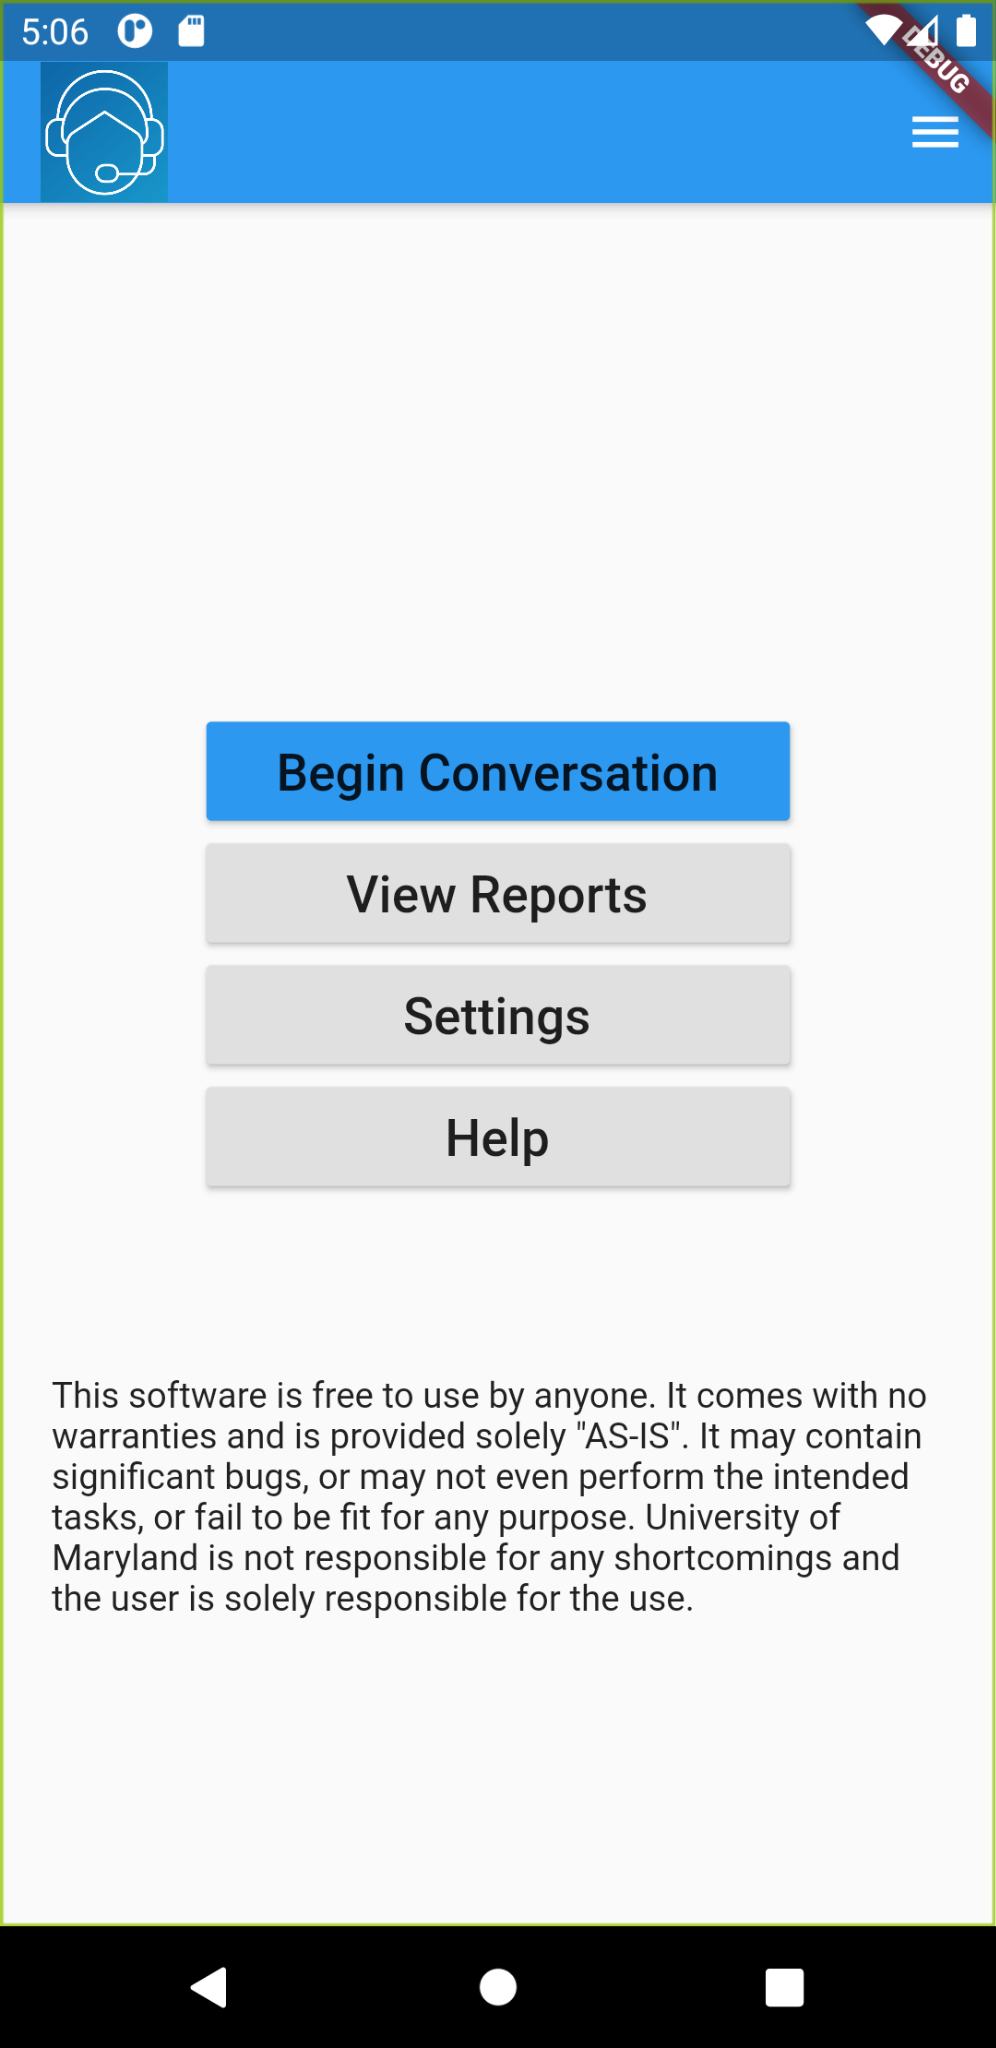 5:06
DEBUG
Begin Conversation
View Reports
Settings
Help
This software is free to use by anyone. It comes with no
warranties and is provided solely "AS-IS". It may contain
significant bugs, or may not even perform the intended
tasks, or fail to be fit for any purpose. University of
Maryland is not responsible for any shortcomings and
the user is solely responsible for the use.